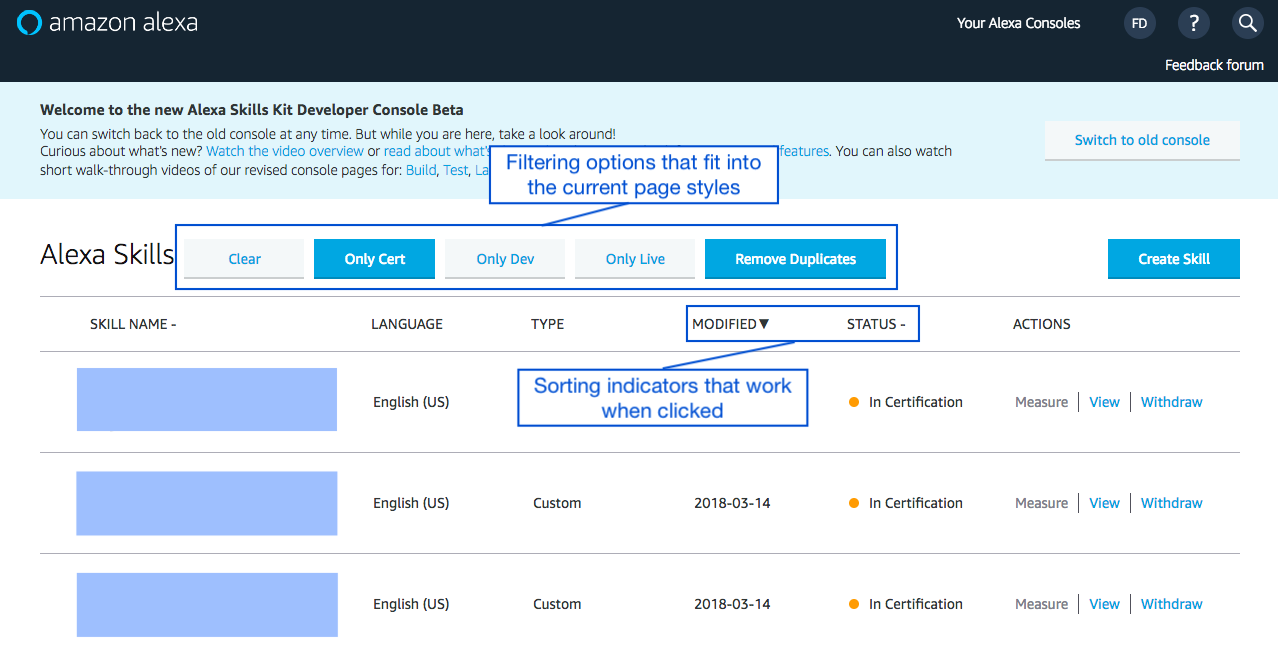 amazon alexa
Your Alexa Consoles
FD
?
Feedback forum
Welcome to the new Alexa Skills Kit Developer Console Beta
You can switch back to the old console at any time. But while you are here, take a look around!
Curious about what's new? Watch the video overview or read about what's features. You can also watch
short walk-through videos of our revised console pages for: Build, Test, La
Switch to old console
Filtering options that fit into
the current page styles
Alexa Skills
Clear
Only Cert
Only Dev
Only Live
Remove Duplicates
Create Skill
SKILL NAME - LANGUAGE TYPE MODIFIED▼ STATUS - ACTIONS
Sorting indicators that work
when clicked
English (US) In Certification Measure View Withdraw
English (US) Custom 2018-03-14 In Certification Measure View Withdraw
English (US) Custom 2018-03-14 In Certification Measure View Withdraw